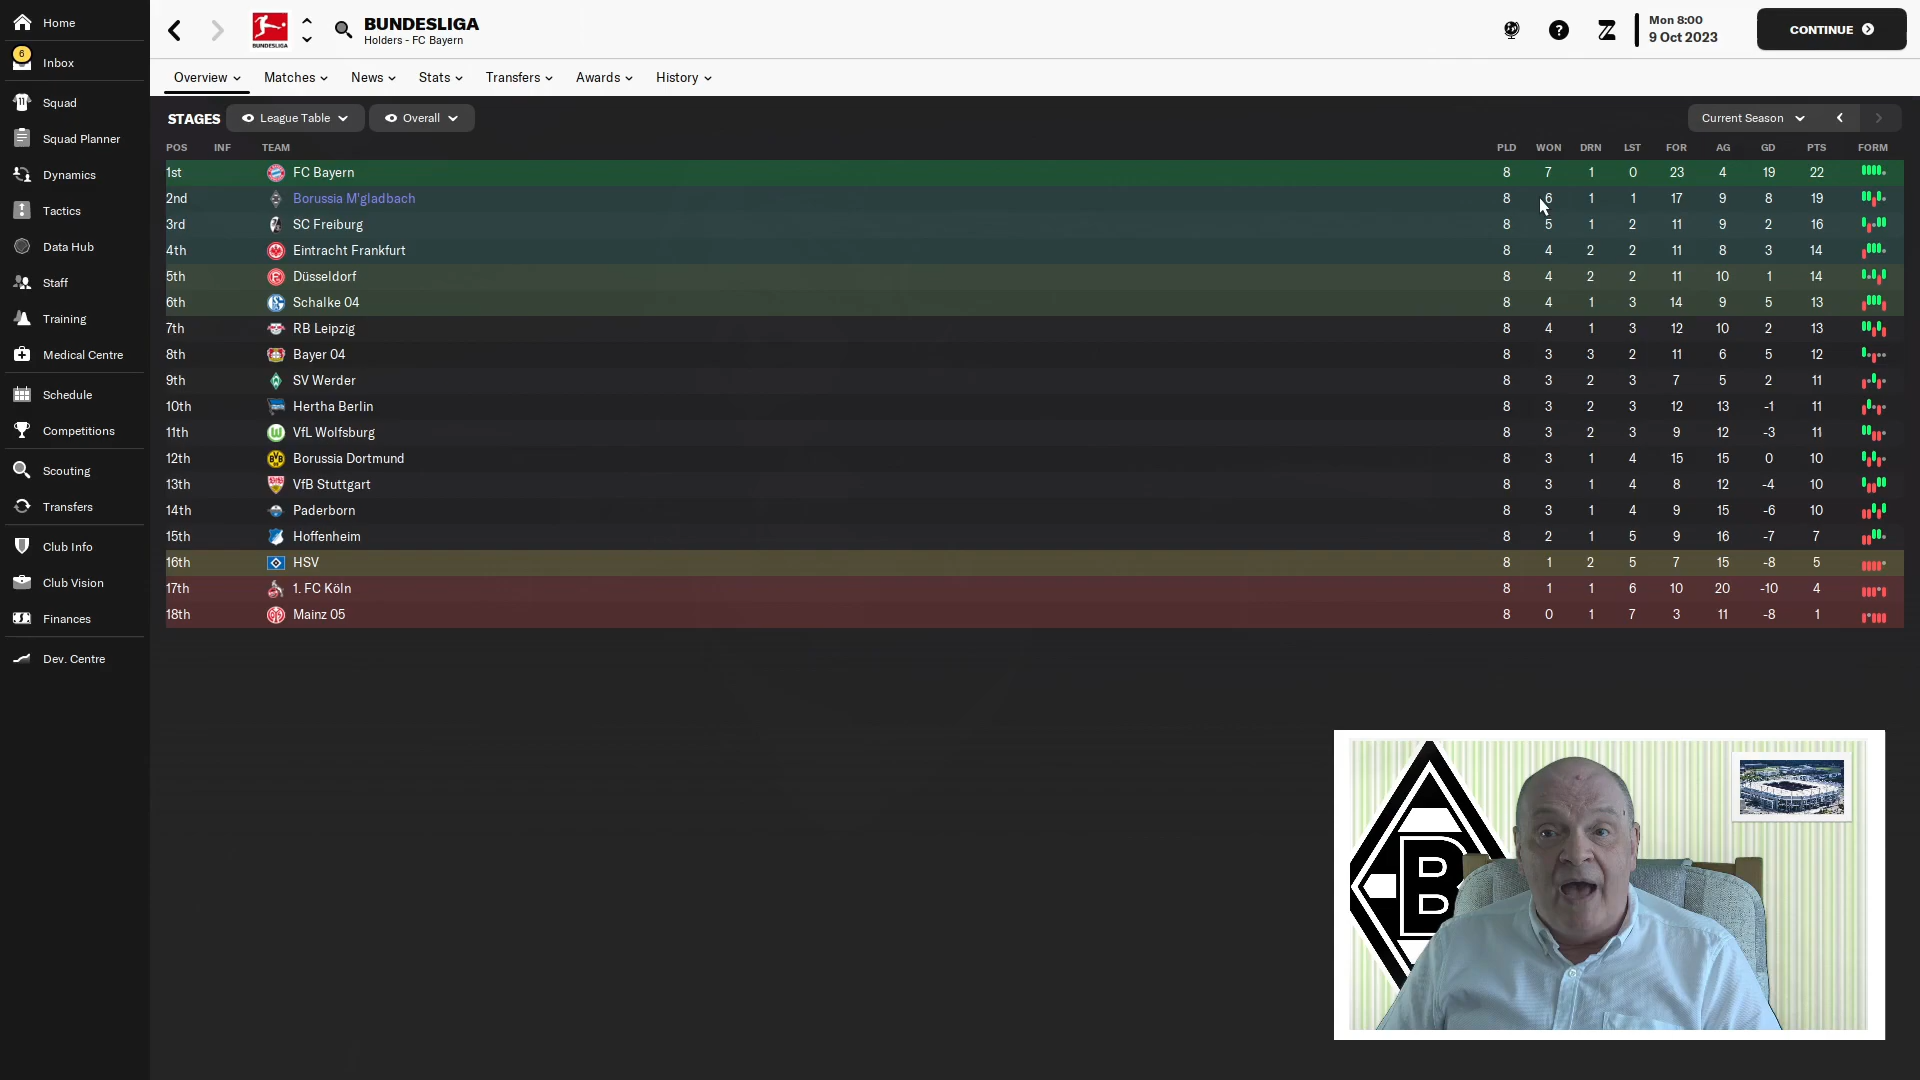 Home
6
Inbox
Squad
Squad Planner
Dynamics
Tactics
Data Hub
Staff
Training
Medical Centre
Schedule
Competitions
Scouting
Transfers
Club Info
Club Vision
Finances
Dev. Centre
BUNDESLIGA
BUNDESLIGA
Holders - FC Bayern
Mon 8:00
9 Oct 2023
CONTINUE
Overview Matches News Stats Transfers Awards History
STAGES League Table Overall Current Season
POS INF TEAM PLD WON DRN LST FOR AG GD PTS FORM
1st FC Bayern 8 7 1 0 23 4 19 22
2nd Borussia M'gladbach 8 6 1 1 17 9 8 19
3rd SC Freiburg 8 5 1 2 11 9 2 16
4th Eintracht Frankfurt 8 4 2 2 11 8 3 14
5th Düsseldorf 8 4 2 2 11 10 1 14
6th Schalke 04 8 4 1 3 14 9 5 13
7th RB Leipzig 8 4 1 3 12 10 2 13
8th Bayer 04 8 3 3 2 11 6 5 12
9th SV Werder 8 3 2 3 7 5 2 11
10th Hertha Berlin 8 3 2 3 12 13 -1 11
11th VfL Wolfsburg 8 3 2 3 9 12 -3 11
12th Borussia Dortmund 8 3 1 4 15 15 0 10
13th VfB Stuttgart 8 3 1 4 8 12 -4 10
14th Paderborn 8 3 1 4 9 15 -6 10
15th Hoffenheim 8 2 1 5 9 16 -7 7
16th HSV 8 1 2 5 7 15 -8 5
17th 1. FC Köln 8 1 1 6 10 20 -10 4
18th Mainz 05 8 0 1 7 3 11 -8 1
B